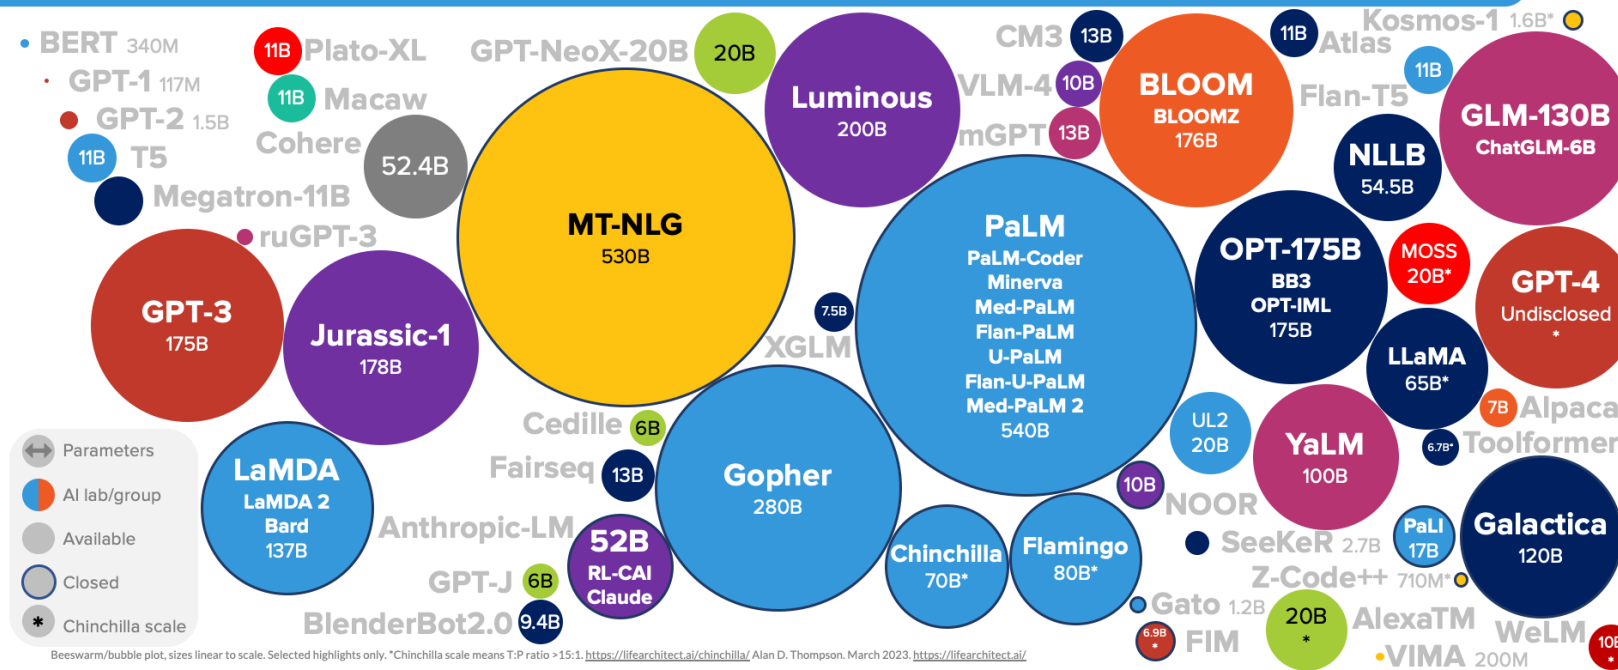 BERT 340M
GPT-1 117M
GPT-2 1.5B
11B T5
Megatron-11B
ruGPT-3
11B Plato-XL
11B Macaw
Cohere
52.4B
GPT-3
175B
Jurassic-1
178B
LaMDA
LaMDA 2
Bard
137B
GPT-NeoX-20B 20B
MT-NLG
530B
Luminous
200B
7.5B
XGLM
Cedille 6B
Fairseq 13B
Anthropic-LM
52B
RL-CAI
Claude
GPT-J 6B
BlenderBot2.0 9.4B
Gopher
280B
CM3 13B
VLM-4 10B
mGPT 13B
BLOOM
BLOOMZ
176B
PaLM
PaLM-Coder
Minerva
Med-PaLM
Flan-PaLM
U-PaLM
Flan-U-PaLM
Med-PaLM 2
540B
Chinchilla
70B*
Flamingo
80B*
10B
NOOR
11B Atlas
Kosmos-1 1.6B*
11B
Flan-T5
GLM-130B
ChatGLM-6B
NLLB
54.5B
OPT-175B
BB3
OPT-IML
175B
MOSS
20B*
GPT-4
Undisclosed
*
LLaMA
65B*
UL2
20B
YaLM
100B
7B Alpaca
6.7B* Toolformer
SeeKeR 2.7B
PaLI
17B
Galactica
120B
Z-Code++ 710M*
Gato 1.2B
6.9B
*
FIM
20B
*
AlexaTM
WeLM
10B
*
VIMA 200M
Parameters
AI lab/group
Available
Closed
* Chinchilla scale
Beeswarm/bubble plot, sizes linear to scale. Selected highlights only. *Chinchilla scale means T:P ratio >15:1. https://lifearchitect.ai/chinchilla/ Alan D. Thompson. March 2023. https://lifearchitect.ai/